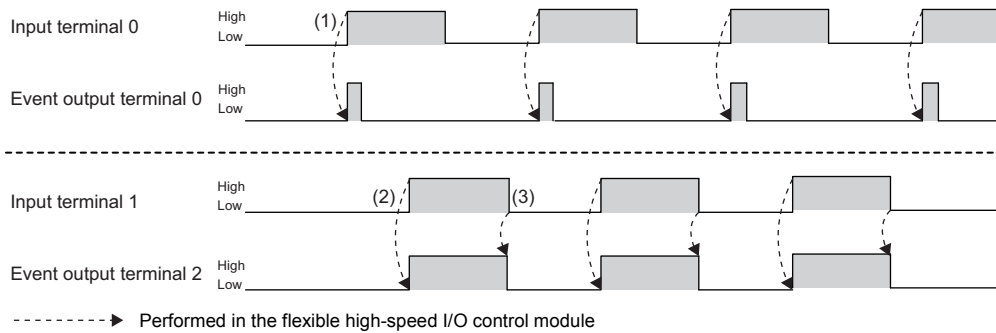 Input terminal 0
High
Low
(1)
Event output terminal 0
High
Low
Input terminal 1
High
Low
(2)
(3)
Event output terminal 2
High
Low
Performed in the flexible high-speed I/O control module